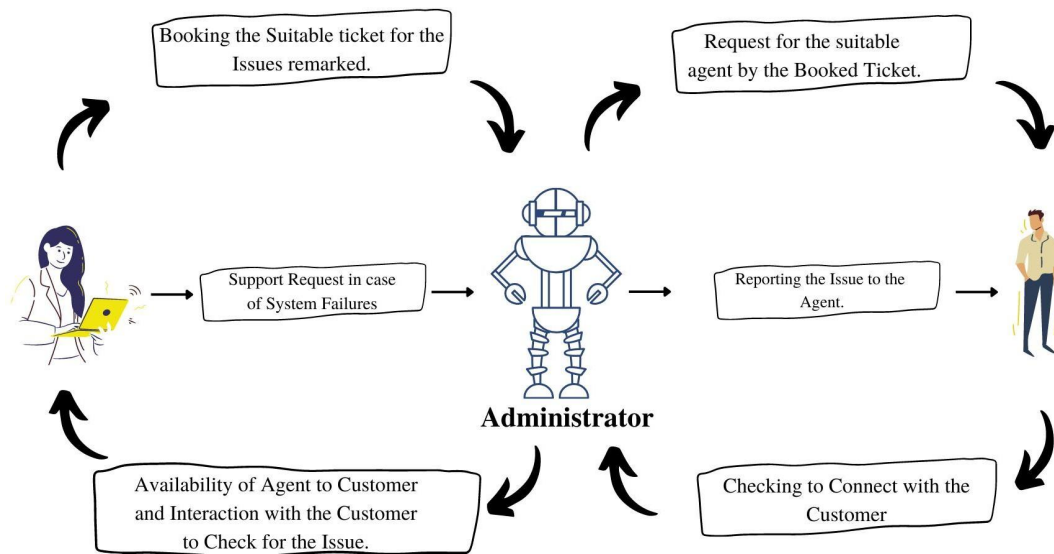 Booking the Suitable ticket for the
Issues remarked.
Request for the suitable
agent by the Booked Ticket.
Support Request in case
of System Failures
Reporting the Issue to the
Agent.
Administrator
Availability of Agent to Customer
and Interaction with the Customer
to Check for the Issue.
Checking to Connect with the
Customer